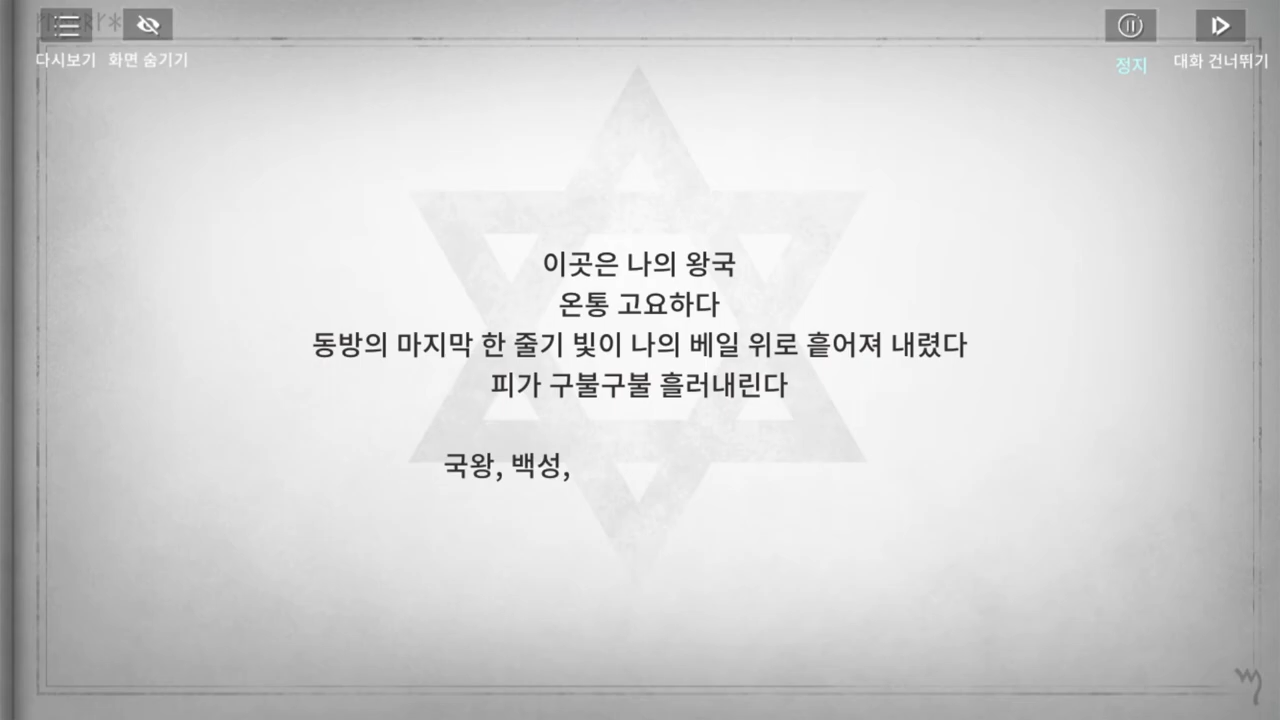 다시보기
화면 숨기기
정지
대화 건너뛰기
이곳은 나의 왕국
온통 고요하다
동방의 마지막 한 줄기 빛이 나의 베일 위로 흩어져 내렸다
피가 구불구불 흘러내린다
국왕, 백성,